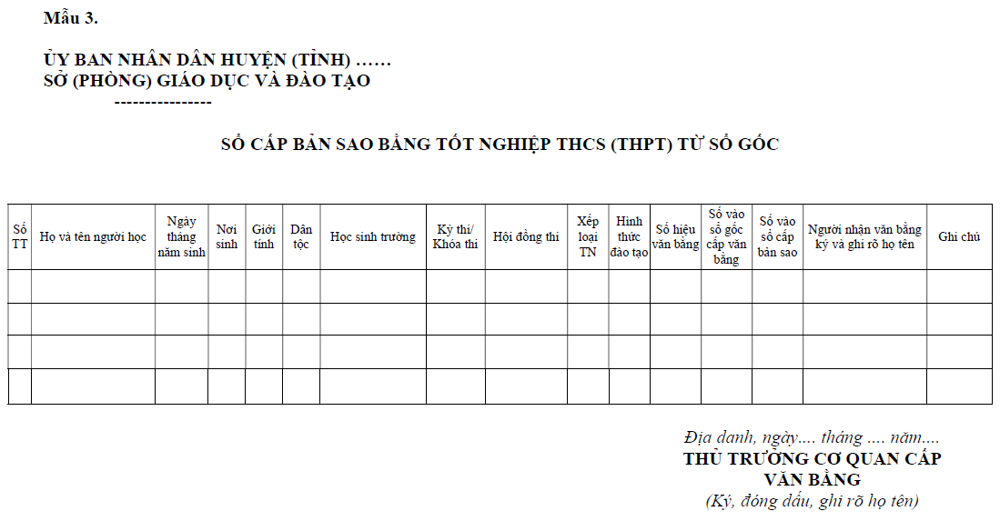 Mẫu 3.
ỦY BAN NHÂN DÂN HUYỆN (TỈNH) ……
SỞ (PHÒNG) GIÁO DỤC VÀ ĐÀO TẠO
----------------
SỔ CẤP BẢN SAO BẰNG TỐT NGHIỆP THCS (THPT) TỪ SỔ GỐC
Số
TT
Họ và tên người học
Ngày
tháng
năm sinh
Nơi
sinh
Giới
tính
Dân
tộc
Học sinh trường
Kỳ thi/
Khóa thi
Hội đồng thi
Xếp
loại
TN
Hình
thức
đào tạo
Số hiệu
văn bằng
Số vào
sổ gốc
cấp văn
bằng
Số vào
sổ cấp
bản sao
Người nhận văn bằng
ký và ghi rõ họ tên
Ghi chú
Địa danh, ngày.... tháng .... năm....
THỦ TRƯỞNG CƠ QUAN CẤP
VĂN BẰNG
(Ký, đóng dấu, ghi rõ họ tên)